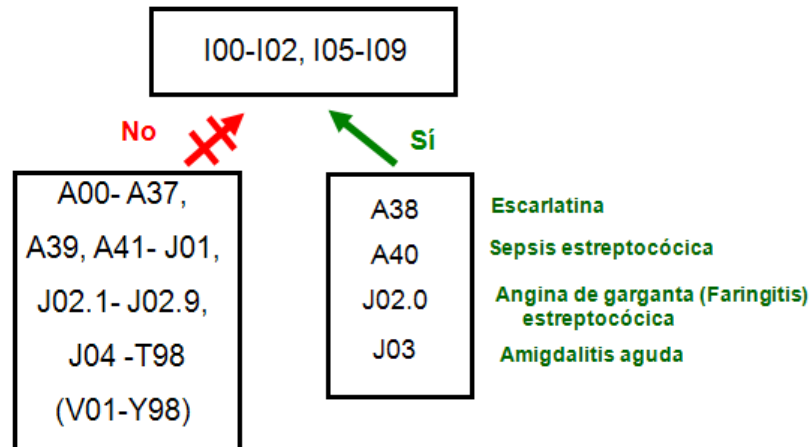 I00-I02, I05-I09
No
Sí
A00- A37,
A39, A41- J01,
J02.1- J02.9,
J04 -T98
(V01-Y98)
A38
Escarlatina
A40
Sepsis estreptocócica
J02.0
Angina de garganta (Faringitis)
estreptocócica
J03
Amigdalitis aguda